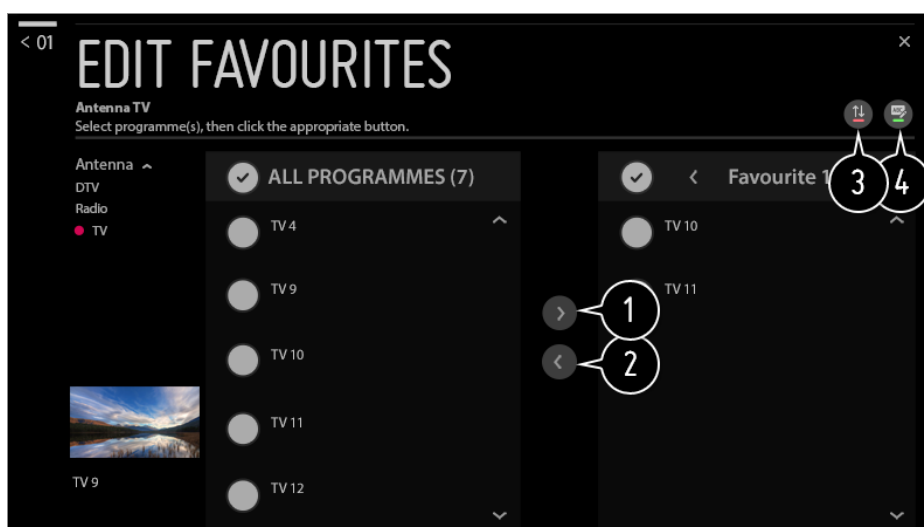 < 01
EDIT FAVOURITES
Antenna TV
Select programme(s), then click the appropriate button.
Antenna
DTV
Radio
TV
TV 9
ALL PROGRAMMES (7)
TV 4
TV 9
TV 10
TV 11
TV 12
Favourite 1
TV 10
TV 11
1
2
3
4